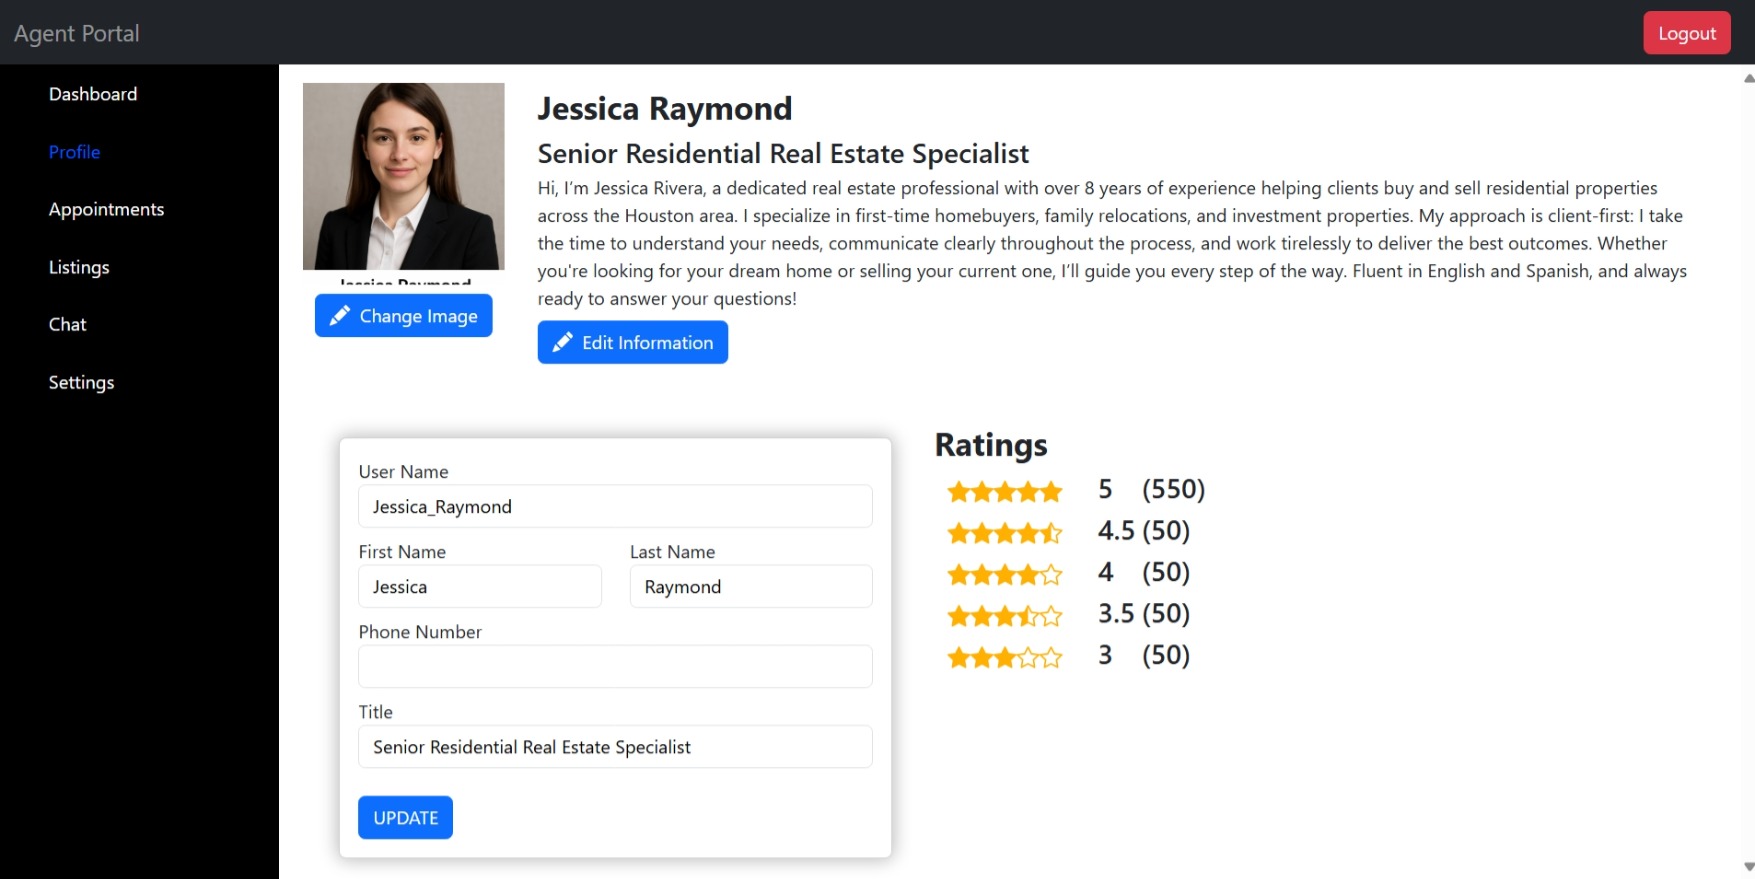 Agent Portal
Logout
Dashboard
Profile
Appointments
Listings
Chat
Settings
Jessica Raymond
Change Image
Jessica Raymond
Senior Residential Real Estate Specialist
Hi, I’m Jessica Rivera, a dedicated real estate professional with over 8 years of experience helping clients buy and sell residential properties
across the Houston area. I specialize in first-time homebuyers, family relocations, and investment properties. My approach is client-first: I take
the time to understand your needs, communicate clearly throughout the process, and work tirelessly to deliver the best outcomes. Whether
you're looking for your dream home or selling your current one, I’ll guide you every step of the way. Fluent in English and Spanish, and always
ready to answer your questions!
Edit Information
User Name
Jessica_Raymond
First Name
Last Name
Jessica
Raymond
Phone Number
Title
Senior Residential Real Estate Specialist
UPDATE
Ratings
5 (550)
4.5 (50)
4 (50)
3.5 (50)
3 (50)